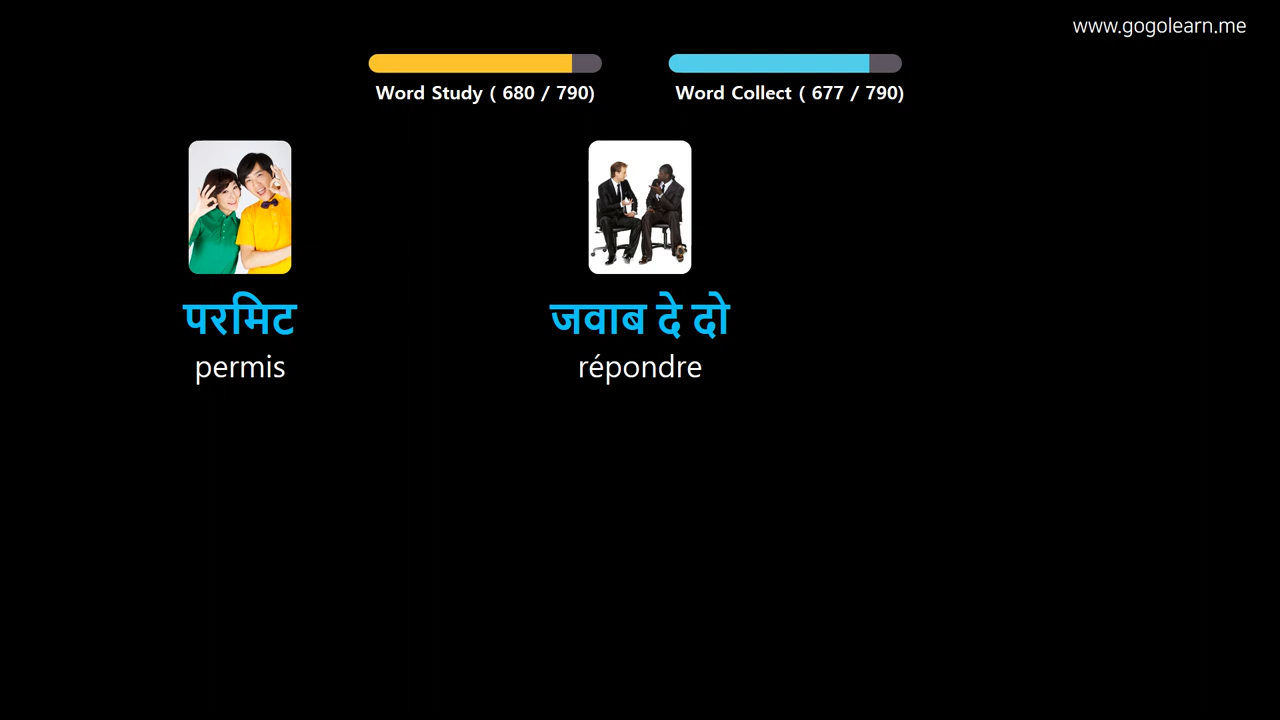 www.gogolearn.me
Word Study ( 680 / 790)
Word Collect ( 677 / 790)
परमिट
permis
जवाब दे दो
répondre